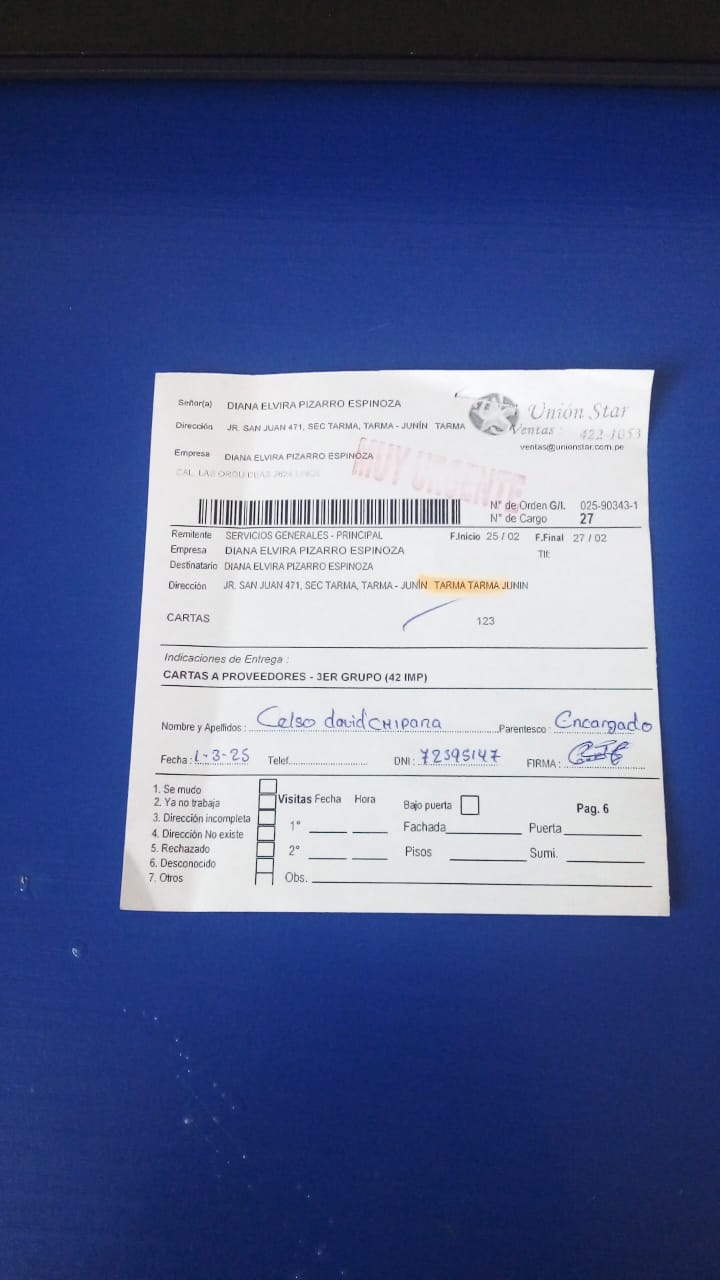 Señor(a) DIANA ELVIRA PIZARRO ESPINOZA
Unión Star
Dirección JR. SAN JUAN 471, SEC TARMA, TARMA - JUNÍN TARMA
Ventas : 422-1653
ventas@unionstar.com.pe
Empresa DIANA ELVIRA PIZARRO ESPINOZA
MUY URGENTE
N° de Orden G/I. 025-90343-1
N° de Cargo 27
Remitente SERVICIOS GENERALES - PRINCIPAL F.Inicio 25 / 02 F.Final 27 / 02
Empresa DIANA ELVIRA PIZARRO ESPINOZA Tlf:
Destinatario DIANA ELVIRA PIZARRO ESPINOZA
Dirección JR. SAN JUAN 471, SEC TARMA, TARMA - JUNÍN TARMA TARMA JUNIN
CARTAS 123
Indicaciones de Entrega :
CARTAS A PROVEEDORES - 3ER GRUPO (42 IMP)
Nombre y Apellidos : Celso david CHIPANA Parentesco : Encargado
Fecha : 1-3-25 Telef. DNI : 72595147 FIRMA :
1. Se mudo
2. Ya no trabaja
3. Dirección incompleta
4. Dirección No existe
5. Rechazado
6. Desconocido
7. Otros
Visitas Fecha Hora Bajo puerta Pag. 6
1° Fachada Puerta
2° Pisos Sumi.
Obs.